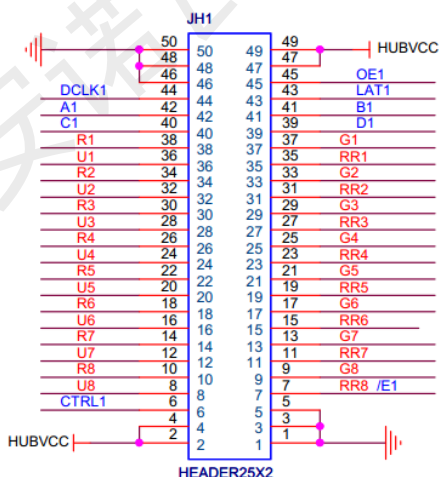 JH1
50 50 49 49 HUBVCC
48 48 47 47
46 46 45 45 OE1
DCLK1 44 44 43 43 LAT1
A1 42 42 41 41 B1
C1 40 40 39 39 D1
R1 38 38 37 37 G1
U1 36 36 35 35 RR1
R2 34 34 33 33 G2
U2 32 32 31 31 RR2
R3 30 30 29 29 G3
U3 28 28 27 27 RR3
R4 26 26 25 25 G4
U4 24 24 23 23 RR4
R5 22 22 21 21 G5
U5 20 20 19 19 RR5
R6 18 18 17 17 G6
U6 16 16 15 15 RR6
R7 14 14 13 13 G7
U7 12 12 11 11 RR7
R8 10 10 9 9 G8
U8 8 8 7 7 RR8 /E1
CTRL1 6 6 5 5
4 4 3 3
HUBVCC 2 2 1 1
HEADER25X2
安诺